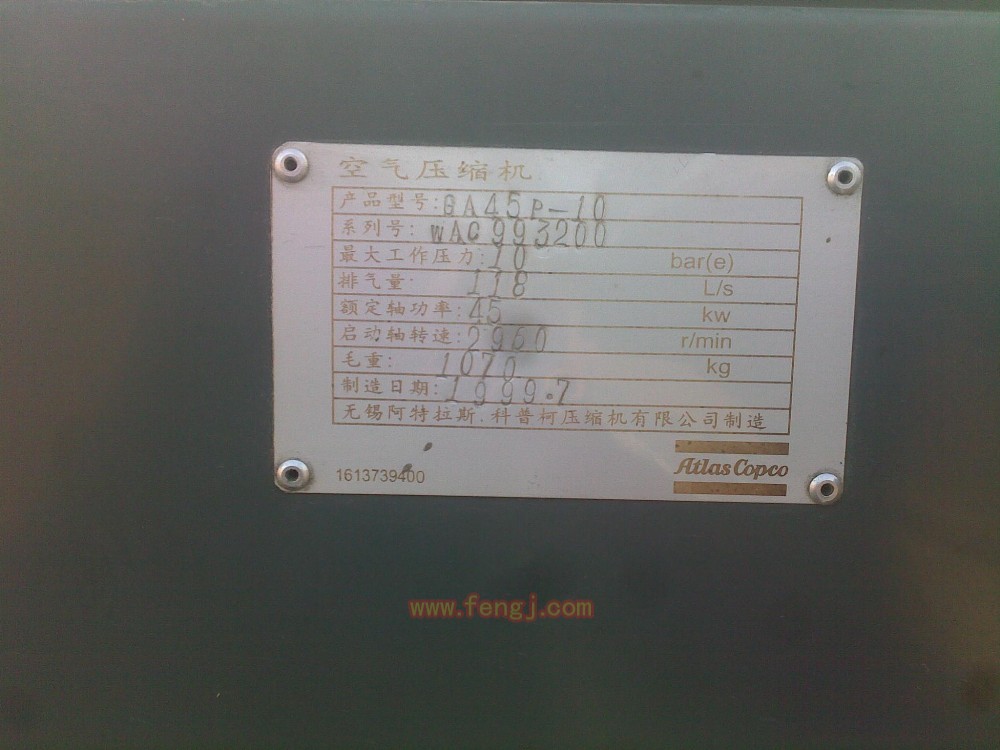 空气压缩机
产品型号: GA45P-10
系列号: WAC993200
最大工作压力: 10 bar(e)
排气量: 118 L/s
额定轴功率: 45 kw
启动轴转速: 2960 r/min
毛重: 1070 kg
制造日期: 1999.7
无锡阿特拉斯.科普柯压缩机有限公司制造
1613739400
Atlas Copco
www.fengj.com